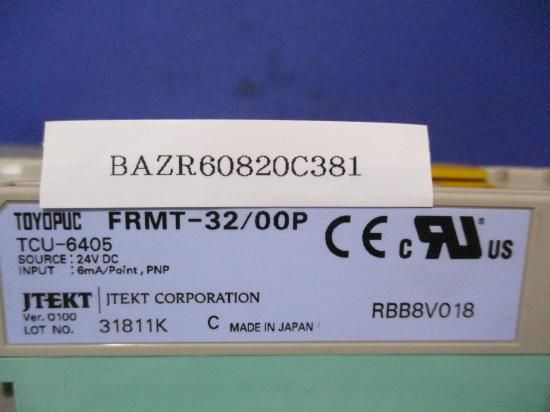 BAZR60820C381
TOYOPUC FRMT-32/00P
TCU-6405
SOURCE : 24V DC
INPUT : 6mA/Point, PNP
CE c RU US
JTEKT JTEKT CORPORATION
Ver. 0100
LOT NO. 31811K C MADE IN JAPAN
RBB8V018